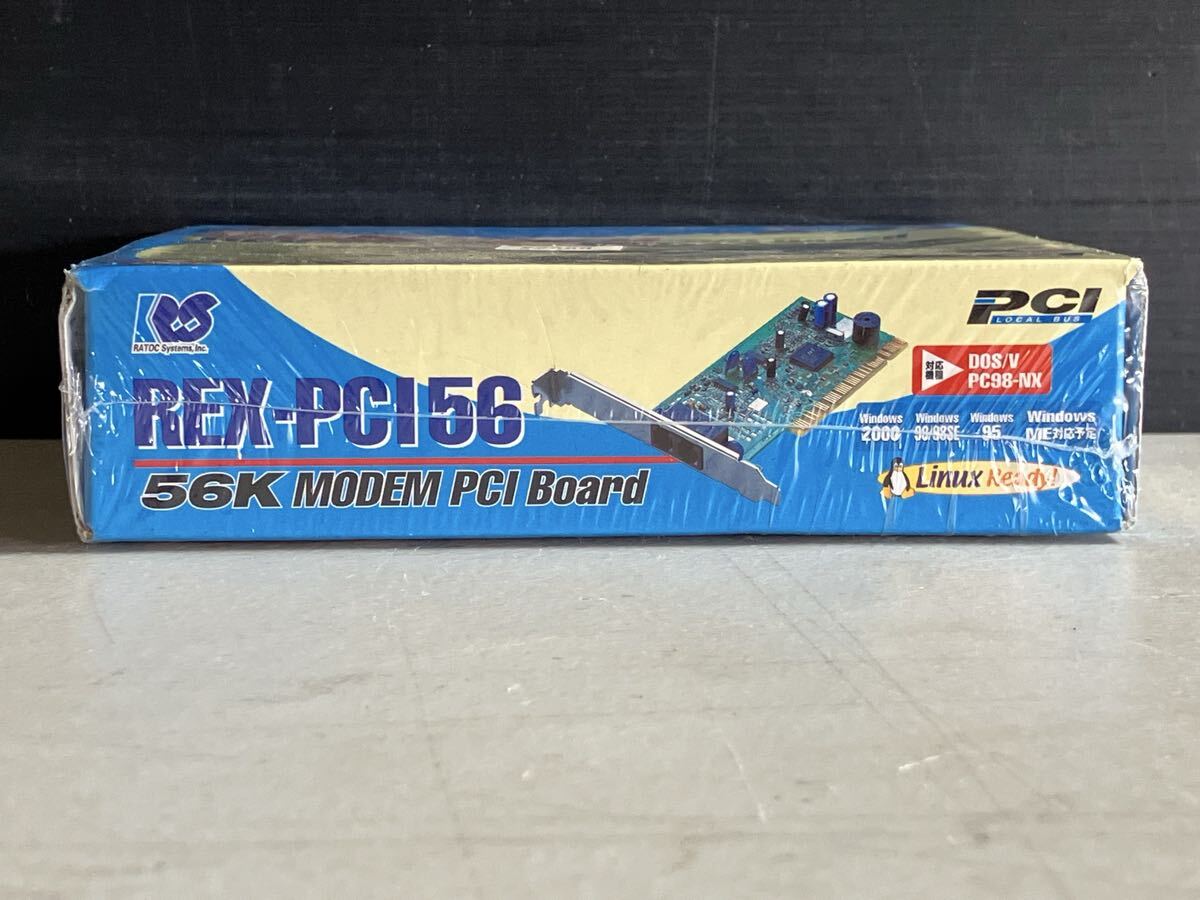 RATOC Systems, Inc.
REX-PCI56
56K MODEM PCI Board
PCI
LOCAL BUS
対応
機種
DOS/V
PC98-NX
Windows
2000
Windows
98/98SE
Windows
95
Windows
ME対応予定
Linux Ready!